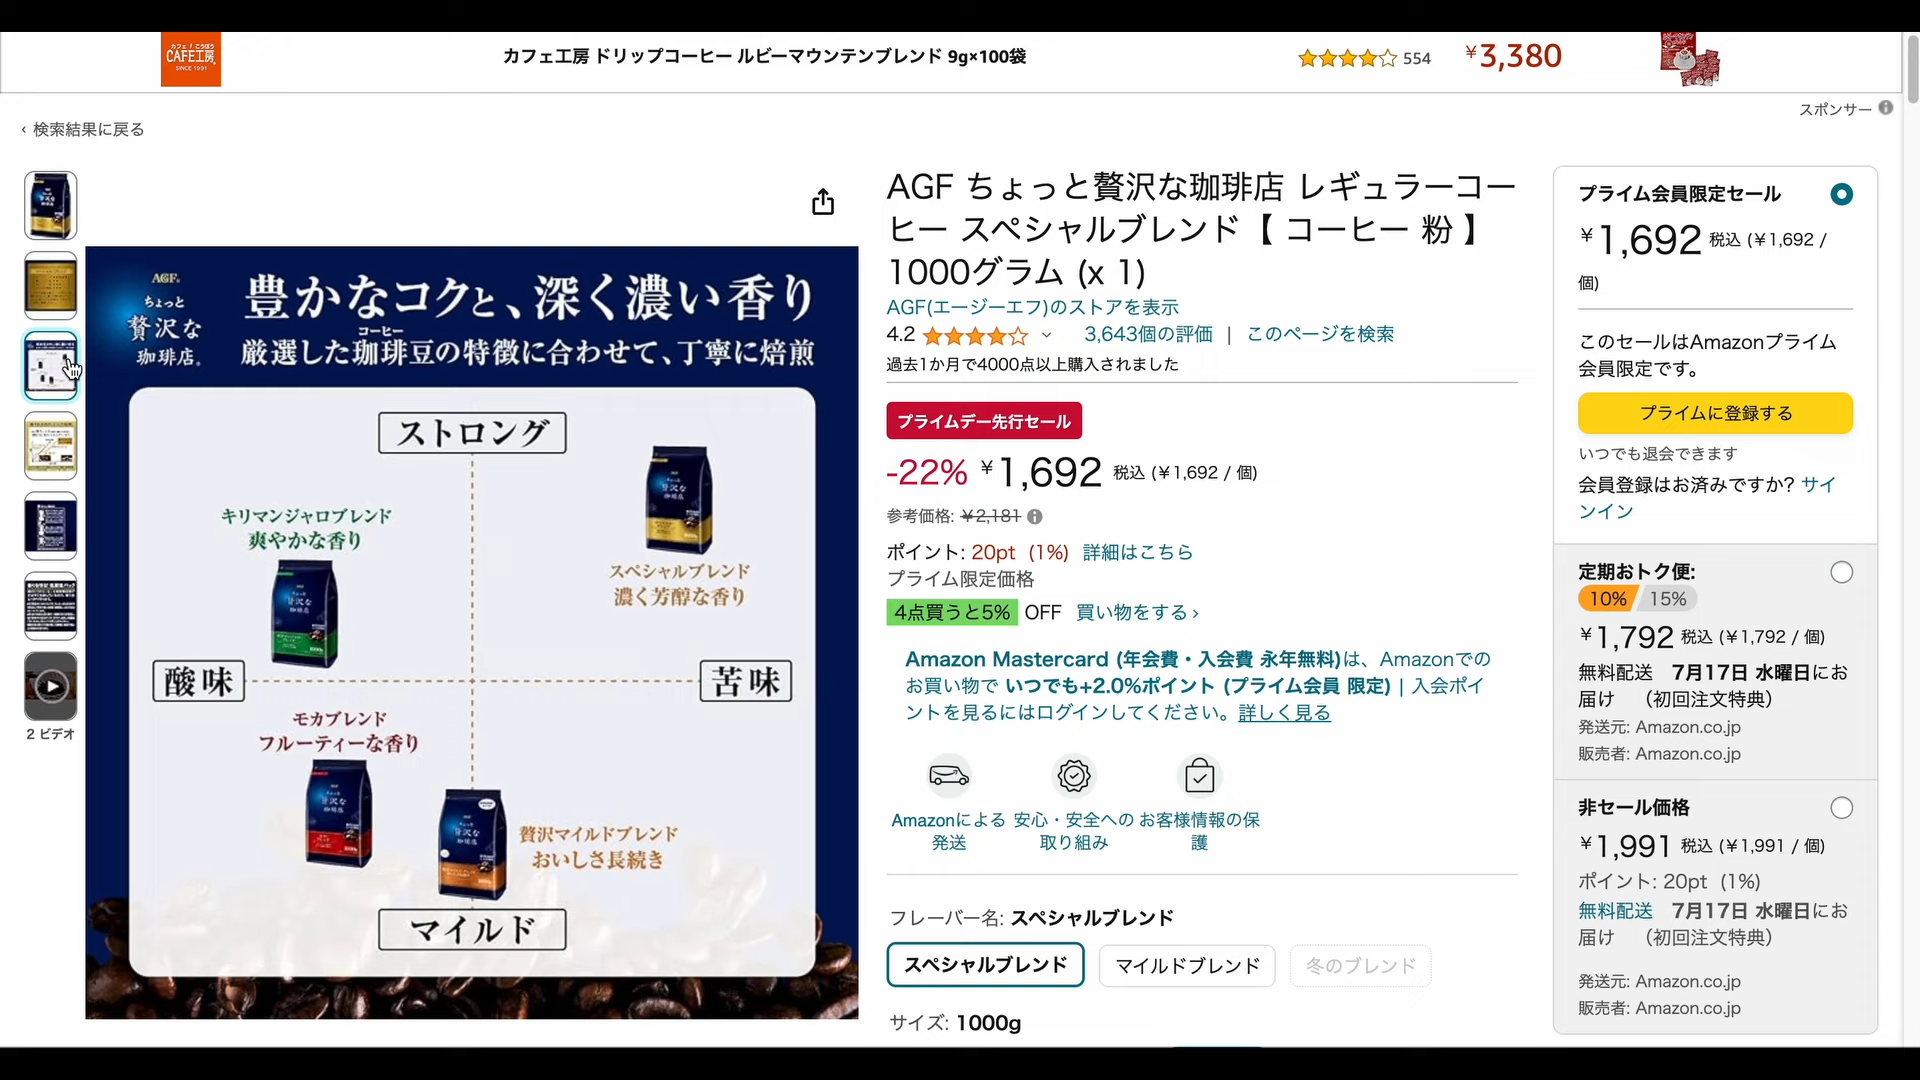 カフェ工房
CAFE工房
SINCE 1991
カフェ工房 ドリップコーヒー ルビーマウンテンブレンド 9g×100袋
554
¥3,380
スポンサー
‹ 検索結果に戻る
2 ビデオ
AGF®
ちょっと
贅沢な
珈琲店®
豊かなコクと、深く濃い香り
コーヒー
厳選した珈琲豆の特徴に合わせて、丁寧に焙煎
ストロング
キリマンジャロブレンド
爽やかな香り
スペシャルブレンド
濃く芳醇な香り
酸味
苦味
モカブレンド
フルーティーな香り
贅沢マイルドブレンド
おいしさ長続き
マイルド
AGF ちょっと贅沢な珈琲店 レギュラーコー
ヒー スペシャルブレンド【 コーヒー 粉 】
1000グラム (x 1)
AGF(エージーエフ)のストアを表示
4.2
3,643個の評価 | このページを検索
過去1か月で4000点以上購入されました
プライムデー先行セール
-22% ¥1,692 税込 (¥1,692 / 個)
参考価格: ¥2,181
ポイント: 20pt (1%) 詳細はこちら
プライム限定価格
4点買うと5% OFF 買い物をする ›
Amazon Mastercard (年会費・入会費 永年無料)は、Amazonでの
お買い物で いつでも+2.0%ポイント (プライム会員 限定) | 入会ポイ
ントを見るにはログインしてください。詳しく見る
Amazonによる
発送
安心・安全への
取り組み
お客様情報の保
護
フレーバー名: スペシャルブレンド
スペシャルブレンド
マイルドブレンド
冬のブレンド
サイズ: 1000g
プライム会員限定セール
¥1,692 税込 (¥1,692 /
個)
このセールはAmazonプライム
会員限定です。
プライムに登録する
いつでも退会できます
会員登録はお済みですか? サイ
ンイン
定期おトク便:
10% 15%
¥1,792 税込 (¥1,792 / 個)
無料配送 7月17日 水曜日にお
届け （初回注文特典）
発送元: Amazon.co.jp
販売者: Amazon.co.jp
非セール価格
¥1,991 税込 (¥1,991 / 個)
ポイント: 20pt (1%)
無料配送 7月17日 水曜日にお
届け （初回注文特典）
発送元: Amazon.co.jp
販売者: Amazon.co.jp